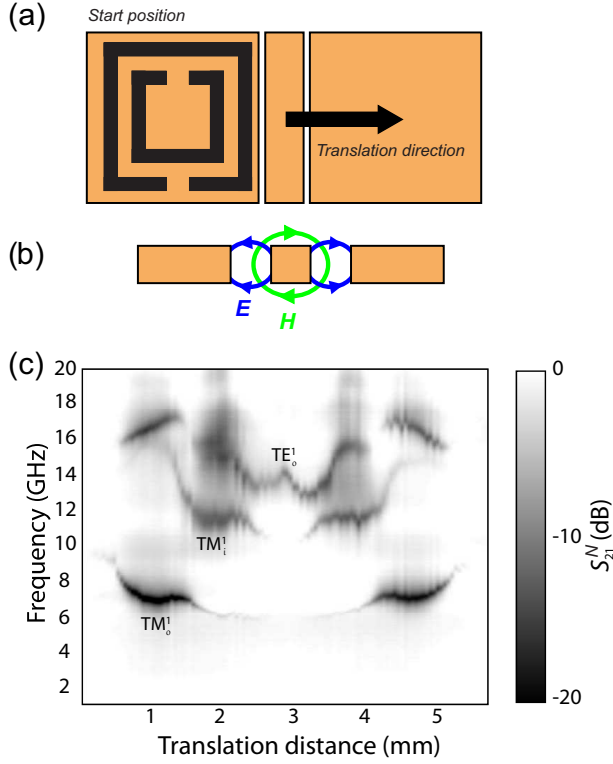 (a)
Start position
Translation direction
(b)
E
H
(c)
20
18
16
14
12
10
8
6
4
2
Frequency (GHz)
TE¹ₒ
TM¹ᵢ
TM¹ₒ
1 2 3 4 5
Translation distance (mm)
0
-10
-20
S₂₁ᴺ (dB)